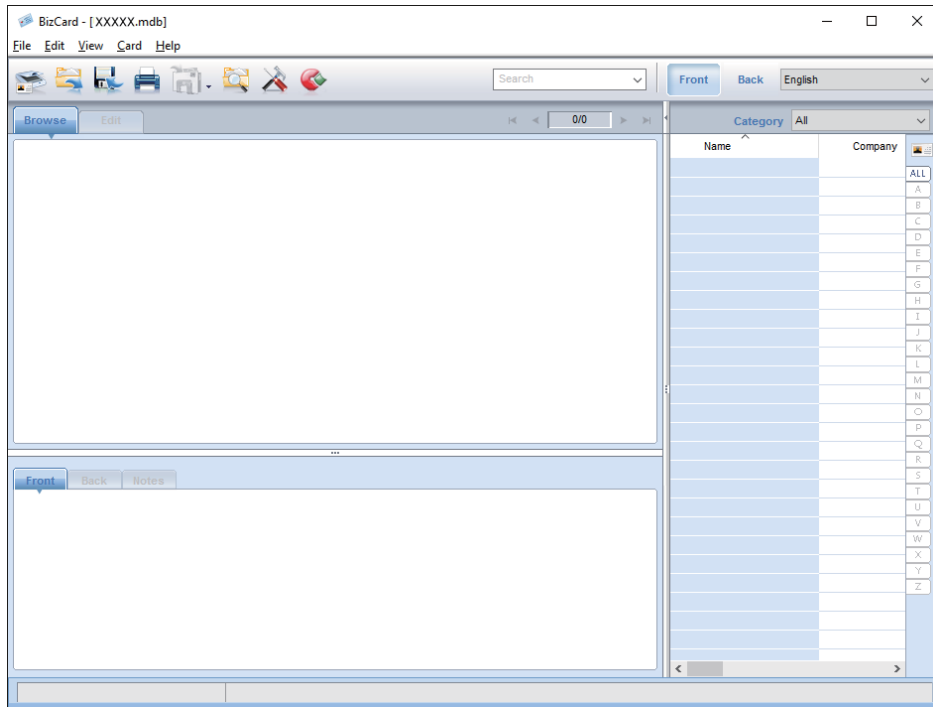 BizCard - [ XXXXX.mdb]
File Edit View Card Help
Search
Front Back English
Browse Edit 0/0 Category All
Name Company
ALL
A
B
C
D
E
F
G
H
I
J
K
L
M
N
O
P
Q
R
S
T
U
V
W
X
Y
Z
Front Back Notes